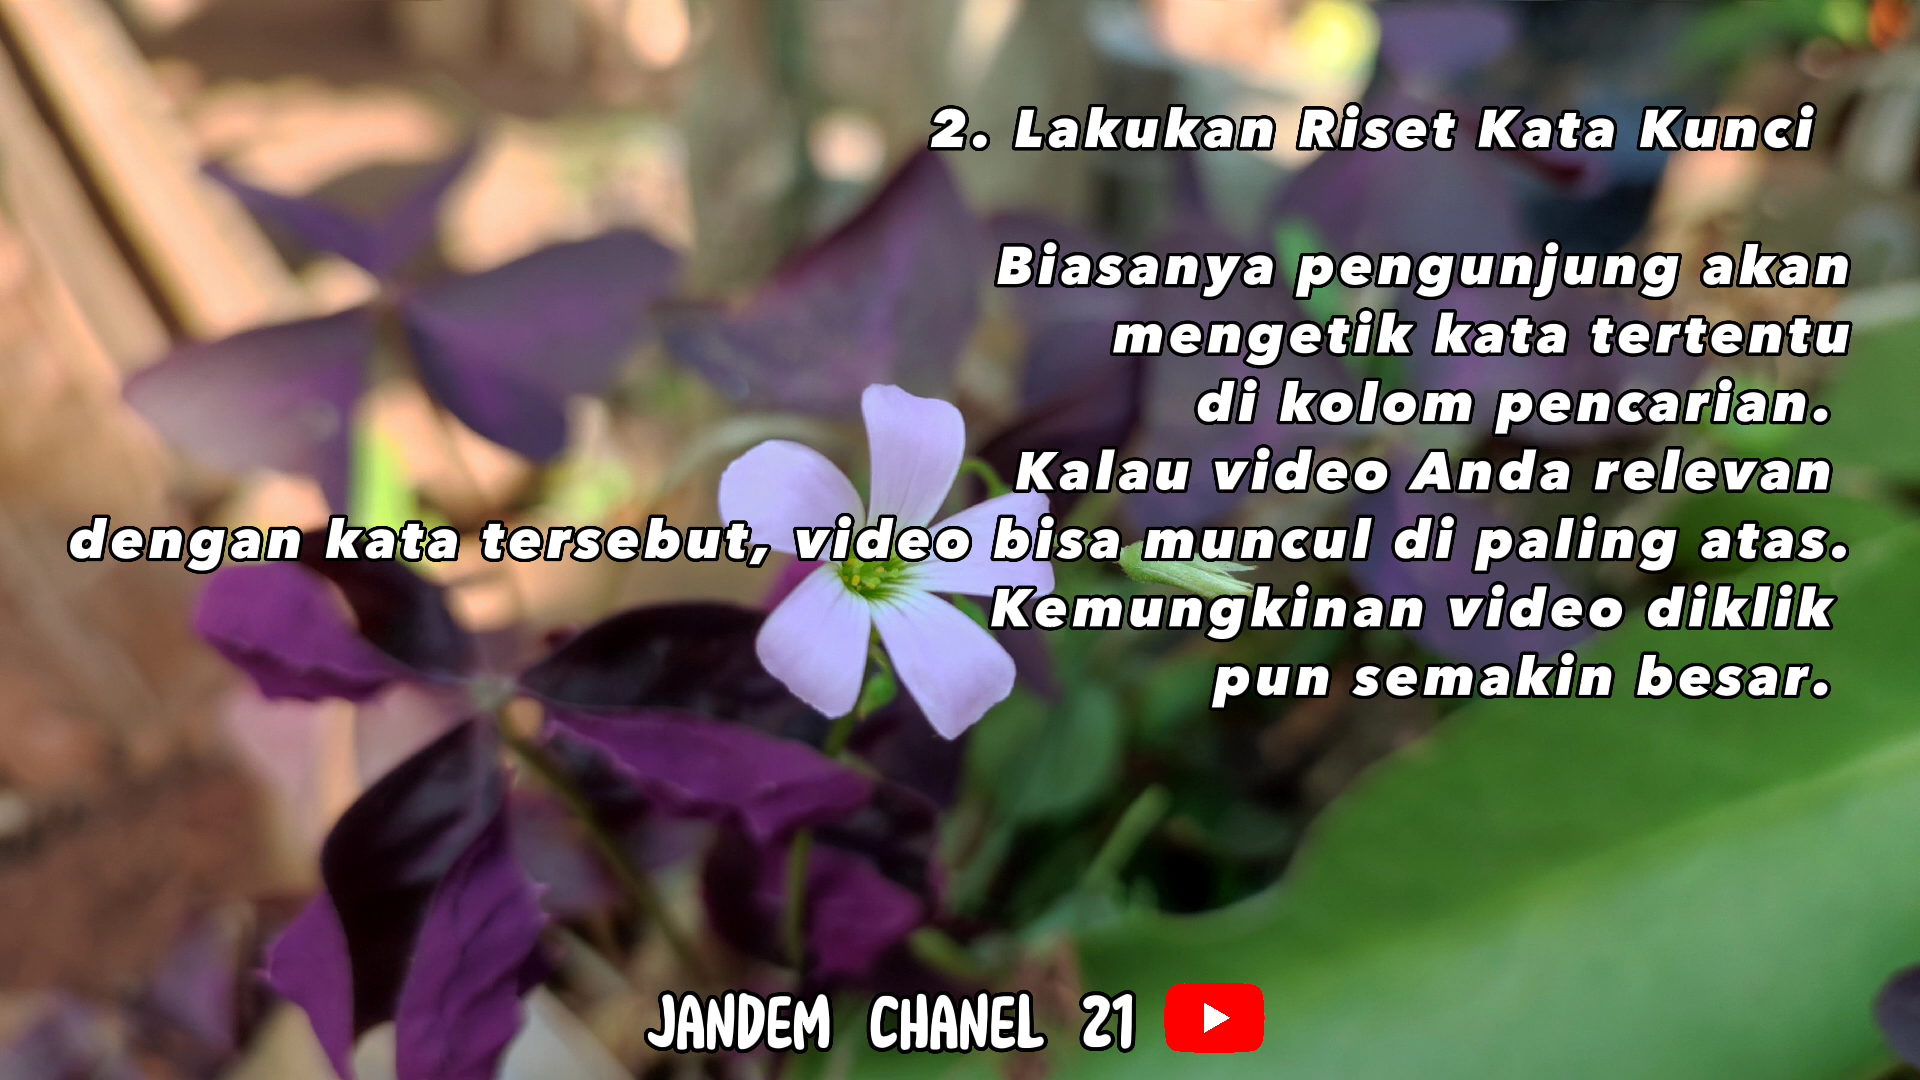 2. Lakukan Riset Kata Kunci
Biasanya pengunjung akan
mengetik kata tertentu
di kolom pencarian.
Kalau video Anda relevan
dengan kata tersebut, video bisa muncul di paling atas.
Kemungkinan video diklik
pun semakin besar.
JANDEM CHANEL 21